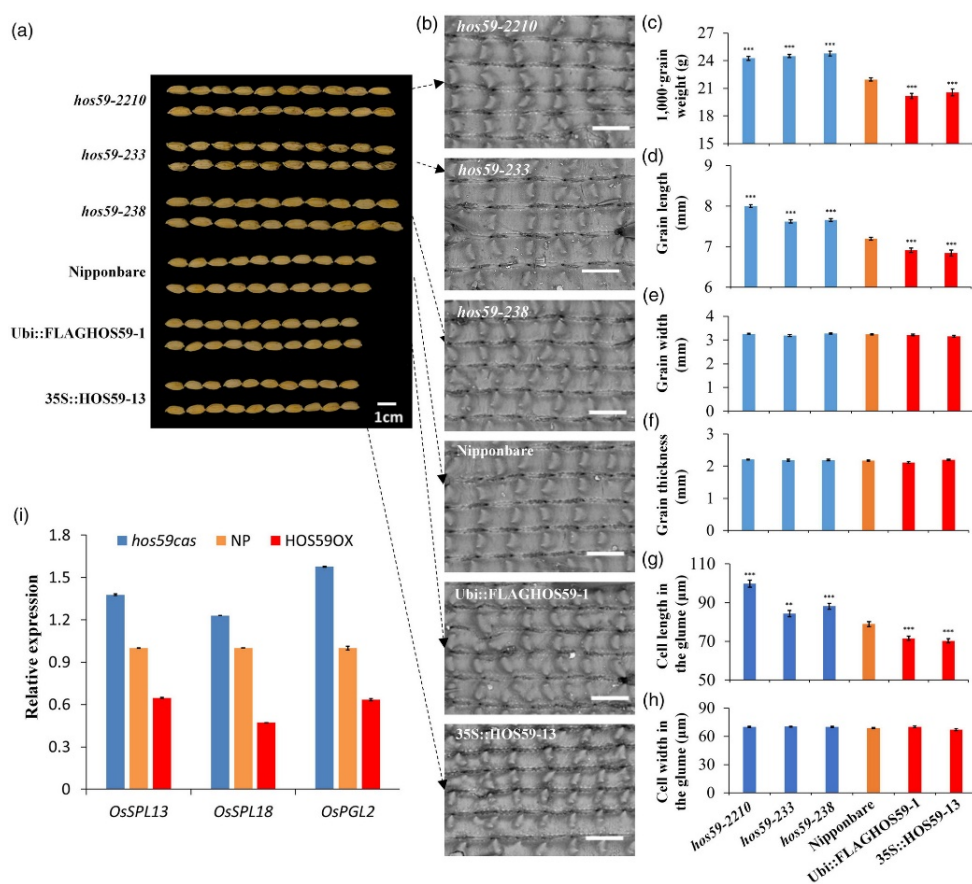 (a)
hos59-2210
hos59-233
hos59-238
Nipponbare
Ubi::FLAGHOS59-1
35S::HOS59-13
1cm
(b)
hos59-2210
hos59-233
hos59-238
Nipponbare
Ubi::FLAGHOS59-1
35S::HOS59-13
(c)
1,000-grain
weight (g)
27
24
21
18
15
*** *** *** *** ***
(d)
Grain length
(mm)
9
8
7
6
*** *** *** *** ***
(e)
Grain width
(mm)
4
3
2
1
0
(f)
Grain thickness
(mm)
3
2
1
0
(g)
Cell length in
the glume (μm)
110
90
70
50
*** ** *** *** ***
(h)
Cell width in
the glume (μm)
90
60
30
0
hos59-2210
hos59-233
hos59-238
Nipponbare
Ubi::FLAGHOS59-1
35S::HOS59-13
(i)
Relative expression
1.8
1.5
1.2
0.9
0.6
0.3
0
hos59cas NP HOS59OX
OsSPL13 OsSPL18 OsPGL2